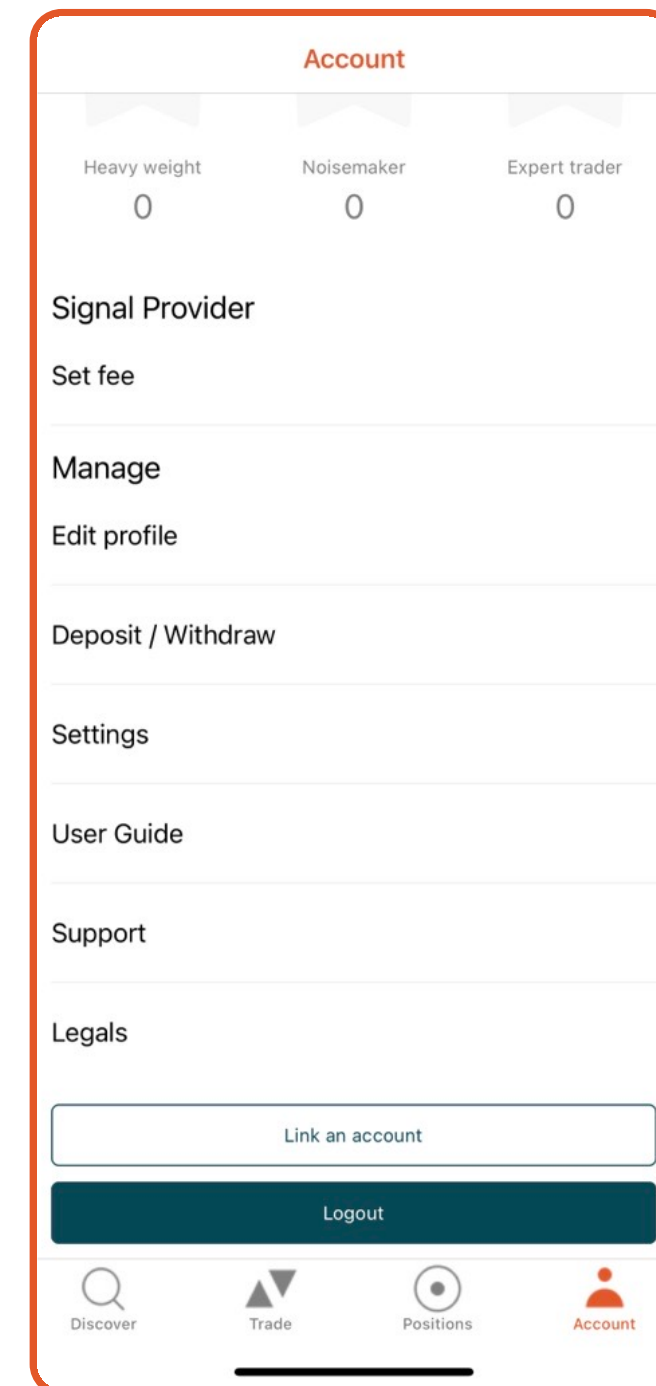 Account
Heavy weight Noisemaker Expert trader
0 0 0
Signal Provider
Set fee
Manage
Edit profile
Deposit / Withdraw
Settings
User Guide
Support
Legals
Link an account
Logout
Discover Trade Positions Account